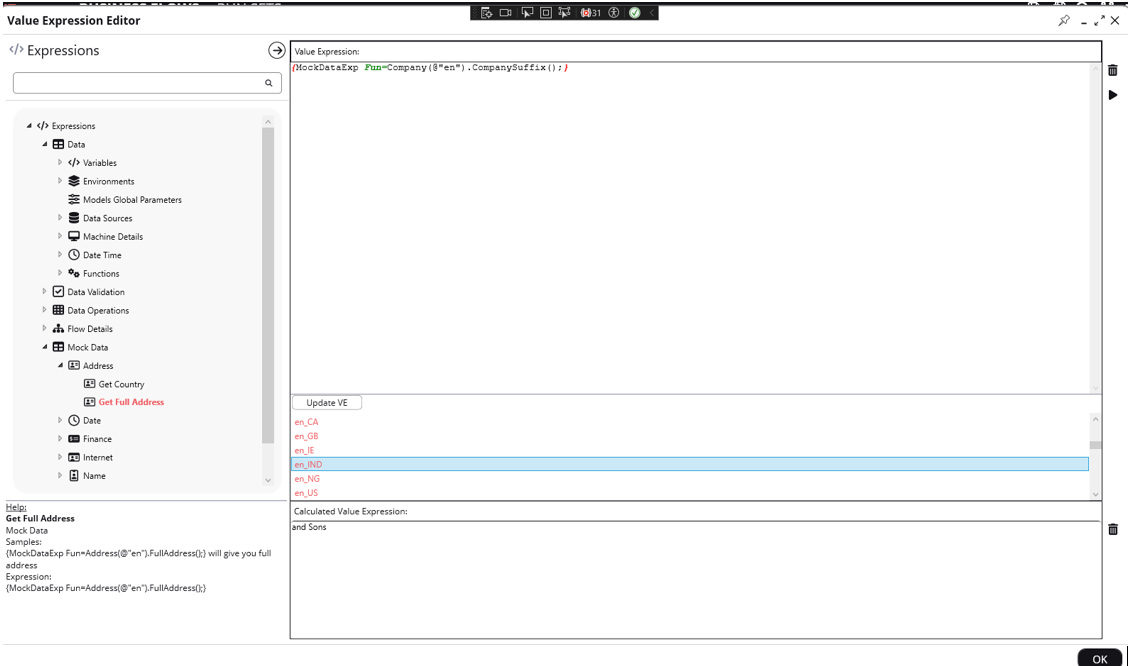 31
Value Expression Editor
</> Expressions
Expressions
Data
Variables
Environments
Models Global Parameters
Data Sources
Machine Details
Date Time
Functions
Data Validation
Data Operations
Flow Details
Mock Data
Address
Get Country
Get Full Address
Date
Finance
Internet
Name
Help:
Get Full Address
Mock Data
Samples:
{MockDataExp Fun=Address(@"en").FullAddress();} will give you full
address
Expression:
{MockDataExp Fun=Address(@"en").FullAddress();}
Value Expression:
{MockDataExp Fun=Company(@"en").CompanySuffix();}
Update VE
en_CA
en_GB
en_IE
en_IND
en_NG
en_US
Calculated Value Expression:
and Sons
OK